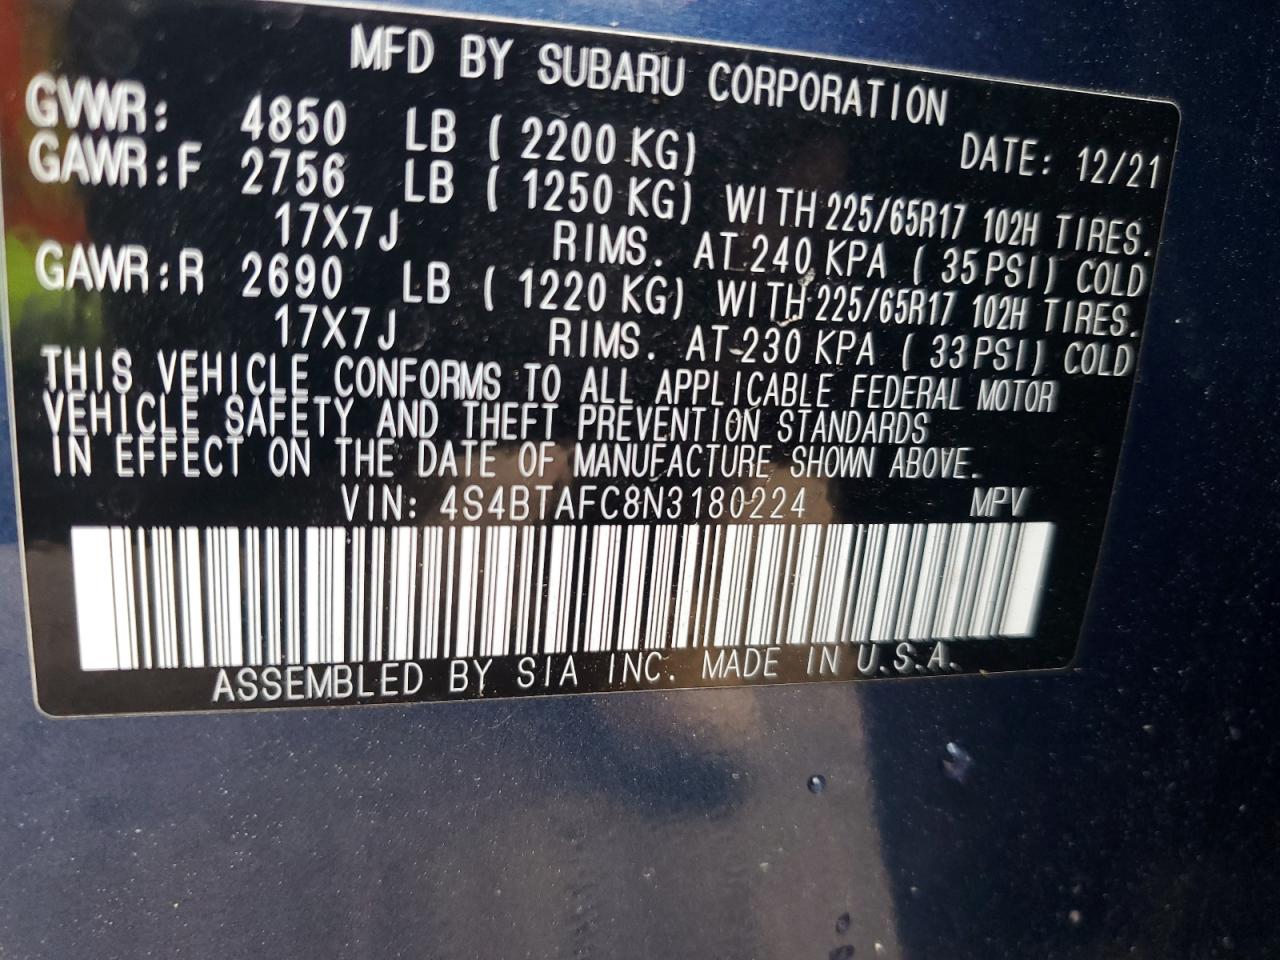 MFD BY SUBARU CORPORATION
GVWR: 4850 LB ( 2200 KG) DATE: 12/21
GAWR:F 2756 LB ( 1250 KG) WITH 225/65R17 102H TIRES.
17X7J RIMS. AT 240 KPA ( 35 PSI) COLD
GAWR:R 2690 LB ( 1220 KG) WITH 225/65R17 102H TIRES.
17X7J RIMS. AT 230 KPA ( 33 PSI) COLD
THIS VEHICLE CONFORMS TO ALL APPLICABLE FEDERAL MOTOR
VEHICLE SAFETY AND THEFT PREVENTION STANDARDS
IN EFFECT ON THE DATE OF MANUFACTURE SHOWN ABOVE.
VIN: 4S4BTAFC8N3180224 MPV
ASSEMBLED BY SIA INC. MADE IN U.S.A.